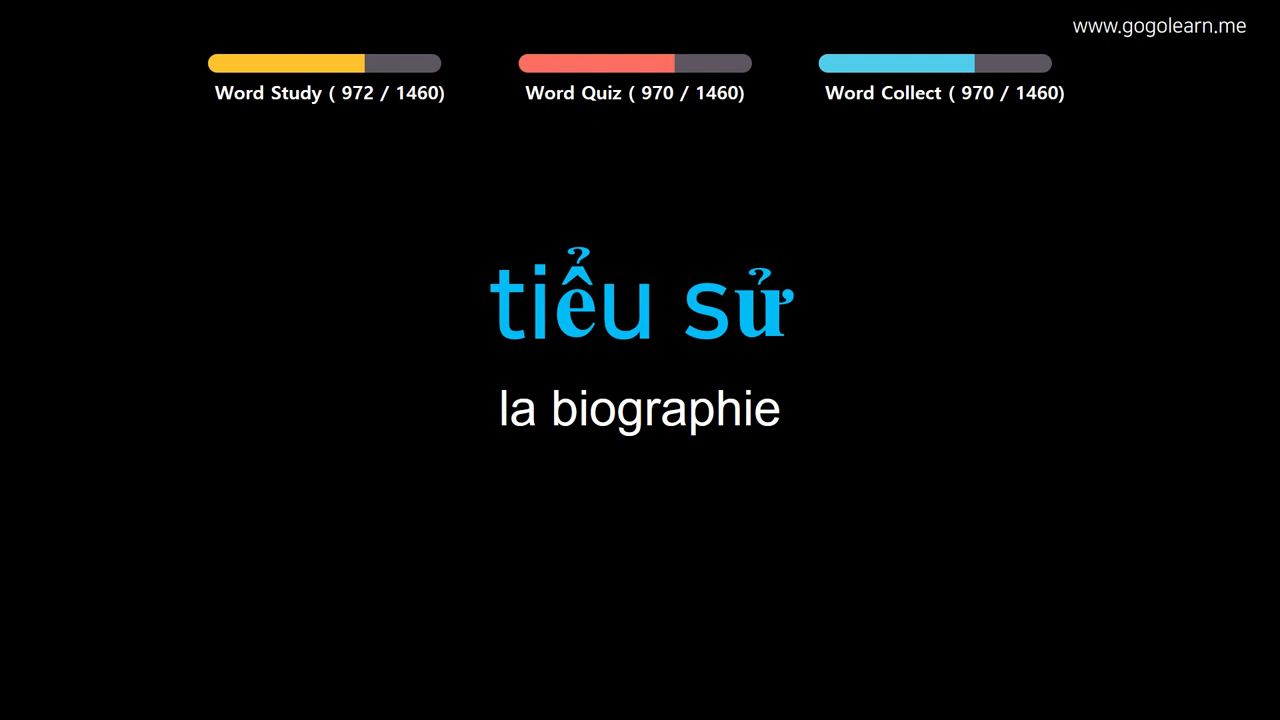 www.gogolearn.me
Word Study ( 972 / 1460)
Word Quiz ( 970 / 1460)
Word Collect ( 970 / 1460)
tiểu sử
la biographie